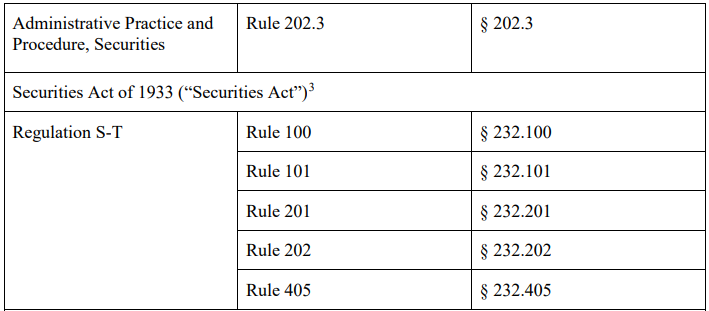 Administrative Practice and Procedure, Securities Rule 202.3 § 202.3
Securities Act of 1933 (“Securities Act”)3
Regulation S-T Rule 100 § 232.100
Rule 101 § 232.101
Rule 201 § 232.201
Rule 202 § 232.202
Rule 405 § 232.405